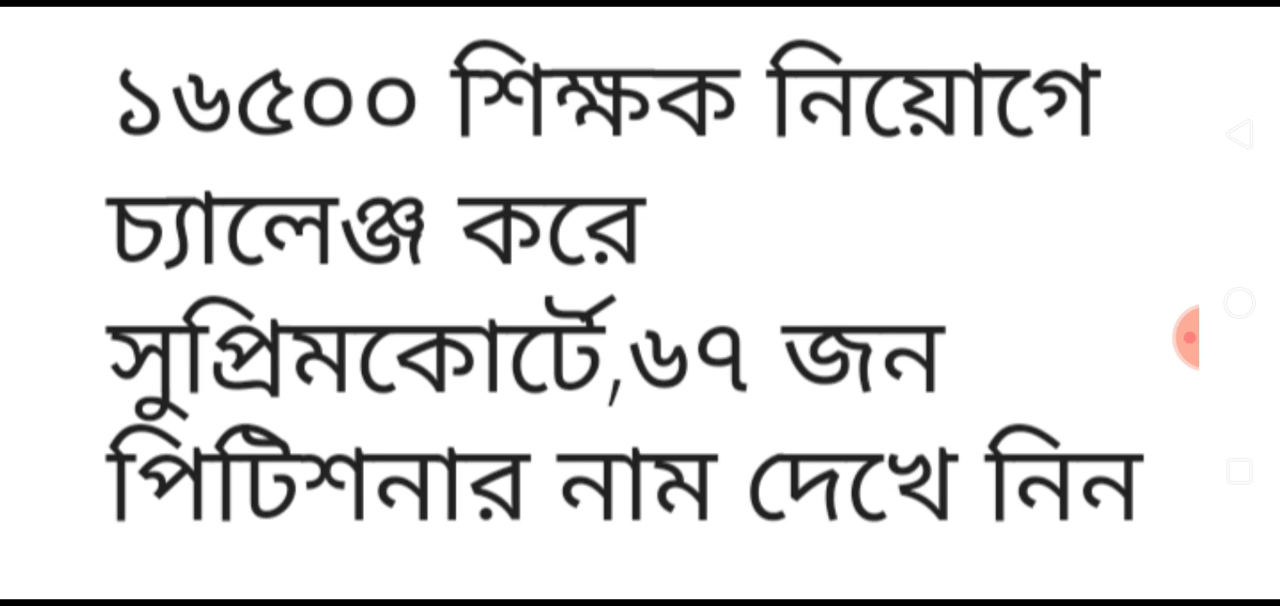 ১৬৫০০ শিক্ষক নিয়োগে
চ্যালেঞ্জ করে
সুপ্রিমকোর্টে,৬৭ জন
পিটিশনার নাম দেখে নিন